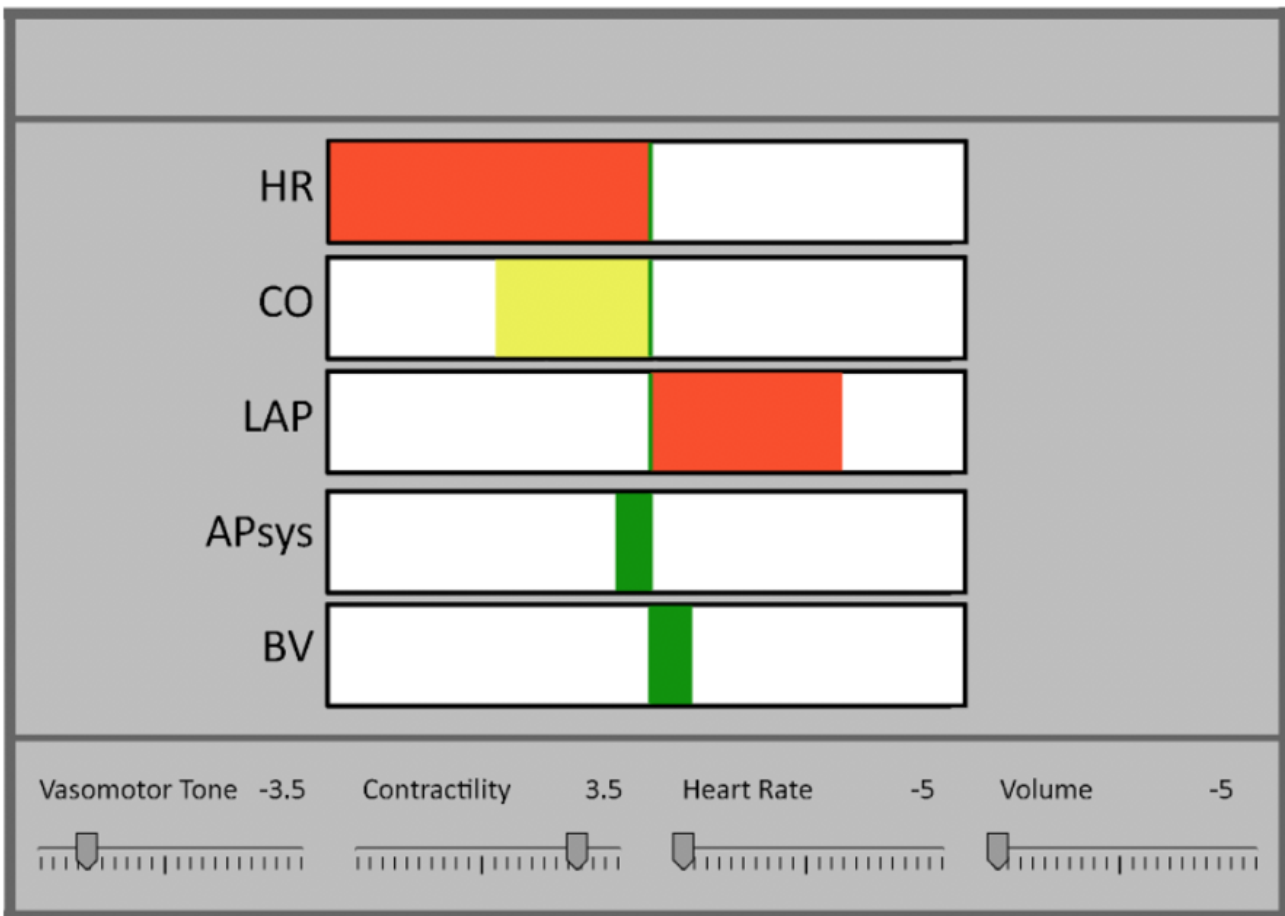 HR
CO
LAP
APsys
BV
Vasomotor Tone -3.5 Contractility 3.5 Heart Rate -5 Volume -5